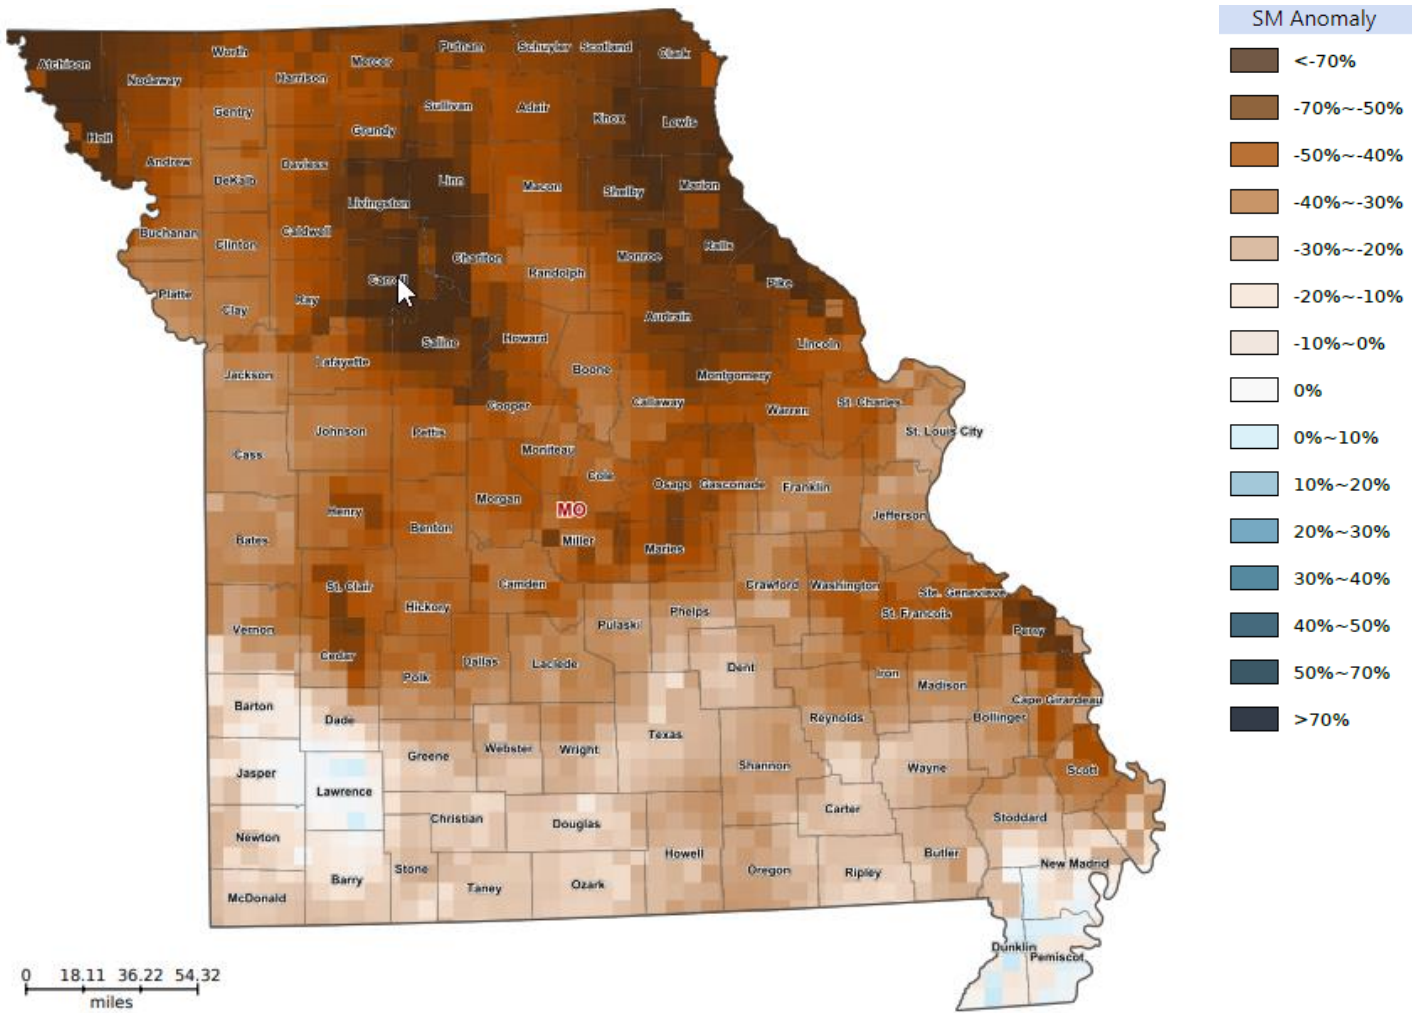 SM Anomaly
<-70%
-70%~-50%
-50%~-40%
-40%~-30%
-30%~-20%
-20%~-10%
-10%~0%
0%
0%~10%
10%~20%
20%~30%
30%~40%
40%~50%
50%~70%
>70%
Atchison
Worth
Nodaway
Harrison
Mercer
Putnam
Schuyler
Scotland
Clark
Gentry
Sullivan
Adair
Knox
Lewis
Holt
Grundy
Andrew
DeKalb
Daviess
Linn
Macon
Shelby
Marion
Livingston
Buchanan
Clinton
Caldwell
Chariton
Randolph
Monroe
Ralls
Platte
Clay
Ray
Carroll
Pike
Audrain
Saline
Howard
Lincoln
Jackson
Lafayette
Boone
Montgomery
Cooper
Callaway
Warren
St. Charles
St. Louis City
Cass
Johnson
Pettis
Moniteau
Cole
Osage
Gasconade
Franklin
Jefferson
Henry
Morgan
MO
Bates
Benton
Miller
Maries
St. Clair
Camden
Crawford
Washington
Ste. Genevieve
Hickory
Phelps
St. Francois
Vernon
Pulaski
Perry
Cedar
Polk
Dallas
Laclede
Dent
Iron
Madison
Cape Girardeau
Barton
Dade
Reynolds
Bollinger
Texas
Jasper
Greene
Webster
Wright
Shannon
Wayne
Scott
Lawrence
Carter
Stoddard
Newton
Christian
Douglas
Howell
Butler
New Madrid
McDonald
Barry
Stone
Taney
Ozark
Oregon
Ripley
Dunklin
Pemiscot
0 18.11 36.22 54.32
miles